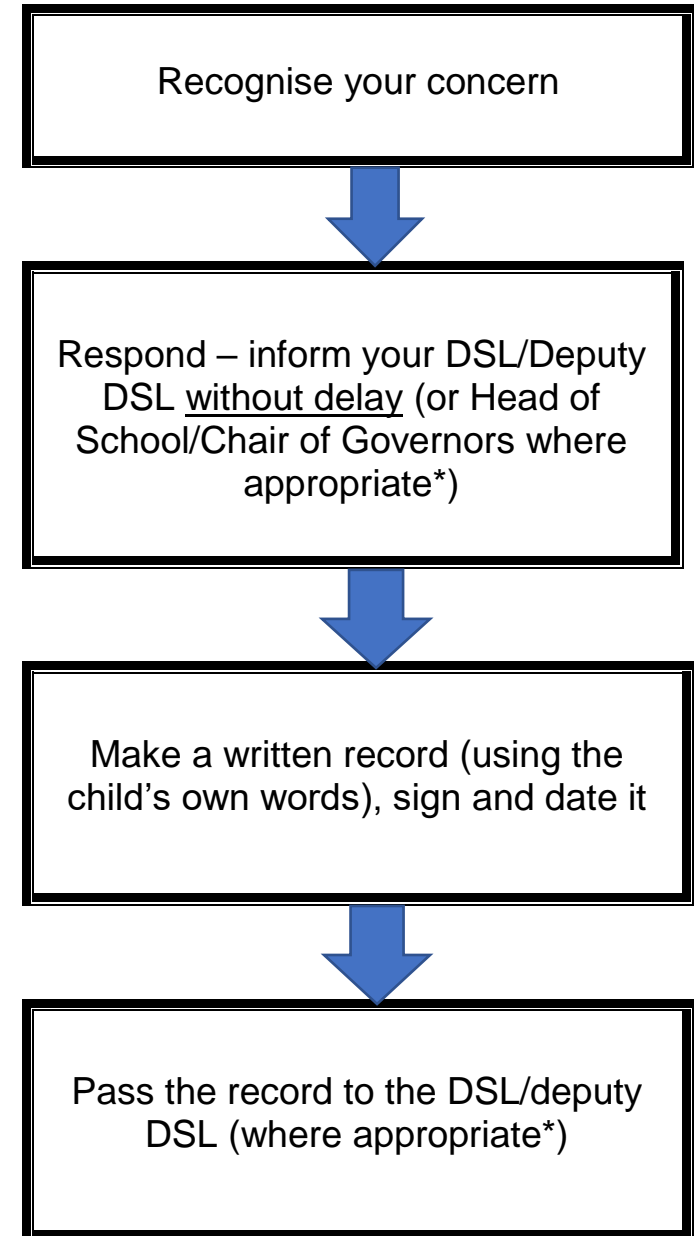 Recognise your concern
Respond – inform your DSL/Deputy
DSL without delay (or Head of
School/Chair of Governors where
appropriate*)
Make a written record (using the
child’s own words), sign and date it
Pass the record to the DSL/deputy
DSL (where appropriate*)